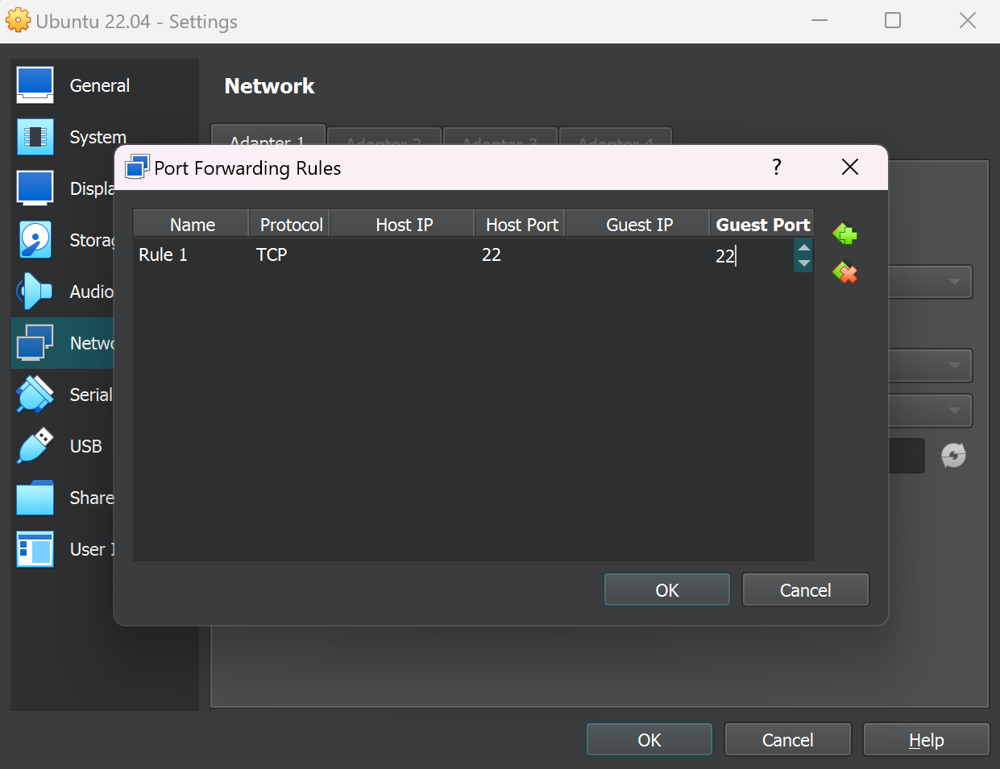 Ubuntu 22.04 - Settings
General
Network
System
Adapter 1 Adapter 2 Adapter 3 Adapter 4
Port Forwarding Rules ?
Name Protocol Host IP Host Port Guest IP Guest Port
Rule 1 TCP 22 22
Displa
Storag
Audio
Netwo
Serial
USB
Share
User I
OK Cancel
OK Cancel Help